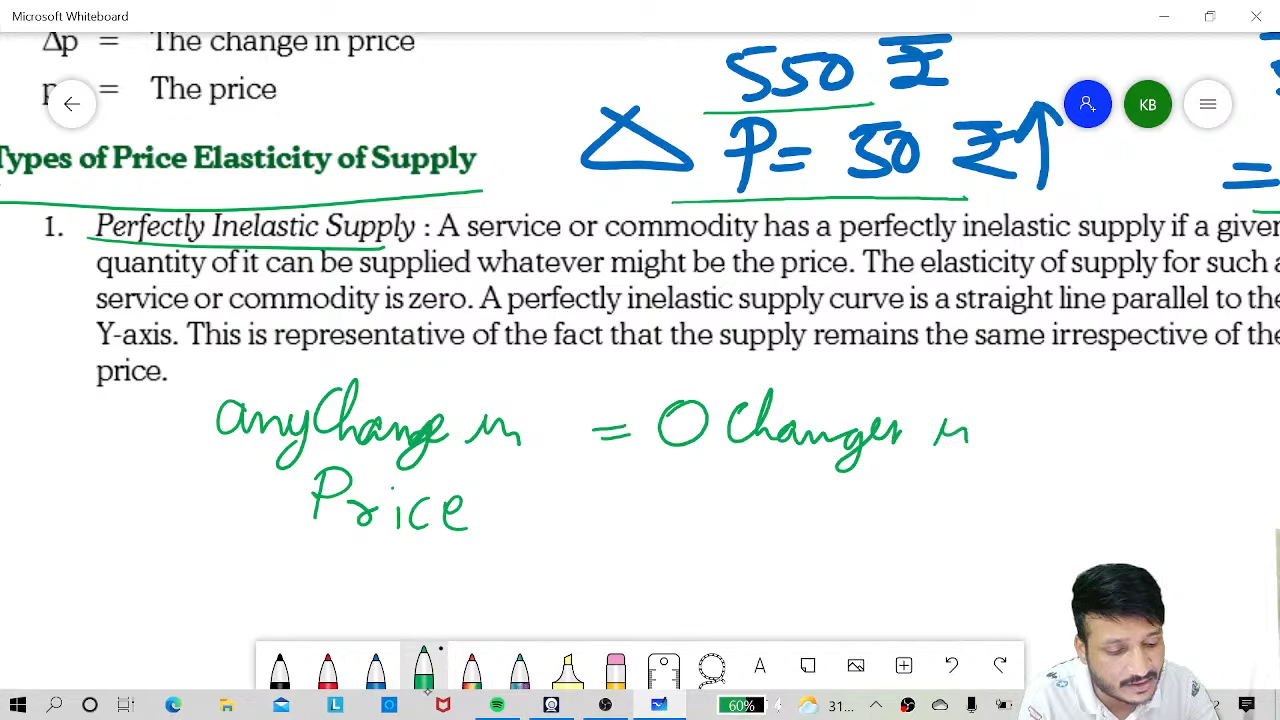 Microsoft Whiteboard
Δp = The change in price
550 ₹
p = The price
KB
Δ P = 50 ₹ ↑
=
Types of Price Elasticity of Supply
1. Perfectly Inelastic Supply : A service or commodity has a perfectly inelastic supply if a given
quantity of it can be supplied whatever might be the price. The elasticity of supply for such a
service or commodity is zero. A perfectly inelastic supply curve is a straight line parallel to the
Y-axis. This is representative of the fact that the supply remains the same irrespective of the
price.
any Change in = 0 Changes in
Price
A
60%
31...